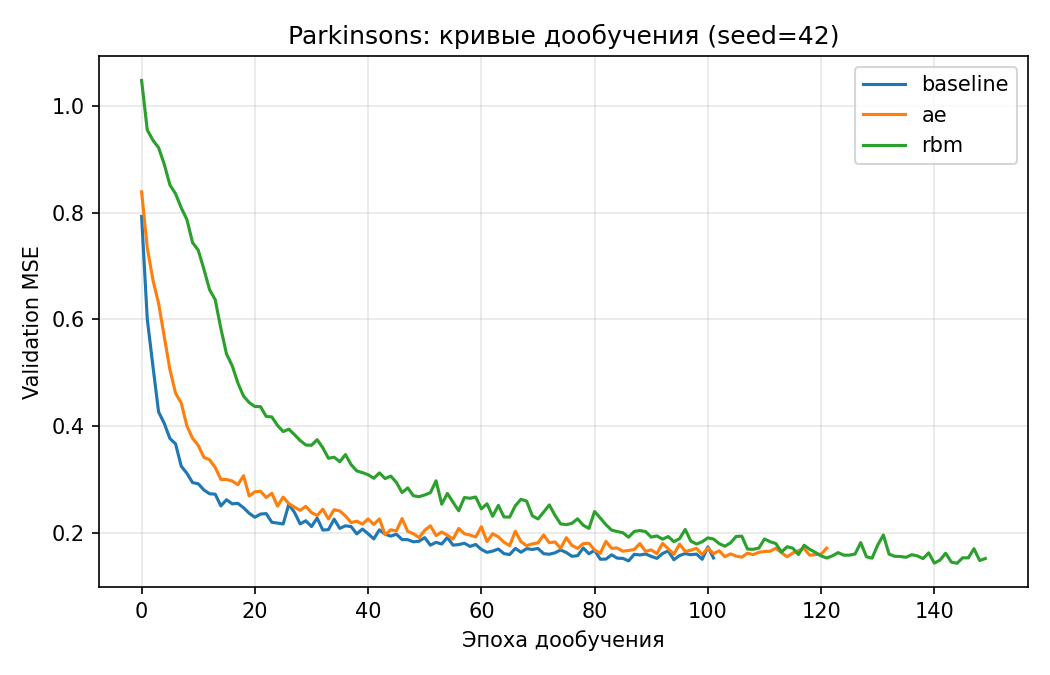 Parkinsons: кривые дообучения (seed=42)
baseline
ae
rbm
Validation MSE
1.0
0.8
0.6
0.4
0.2
0 20 40 60 80 100 120 140
Эпоха дообучения